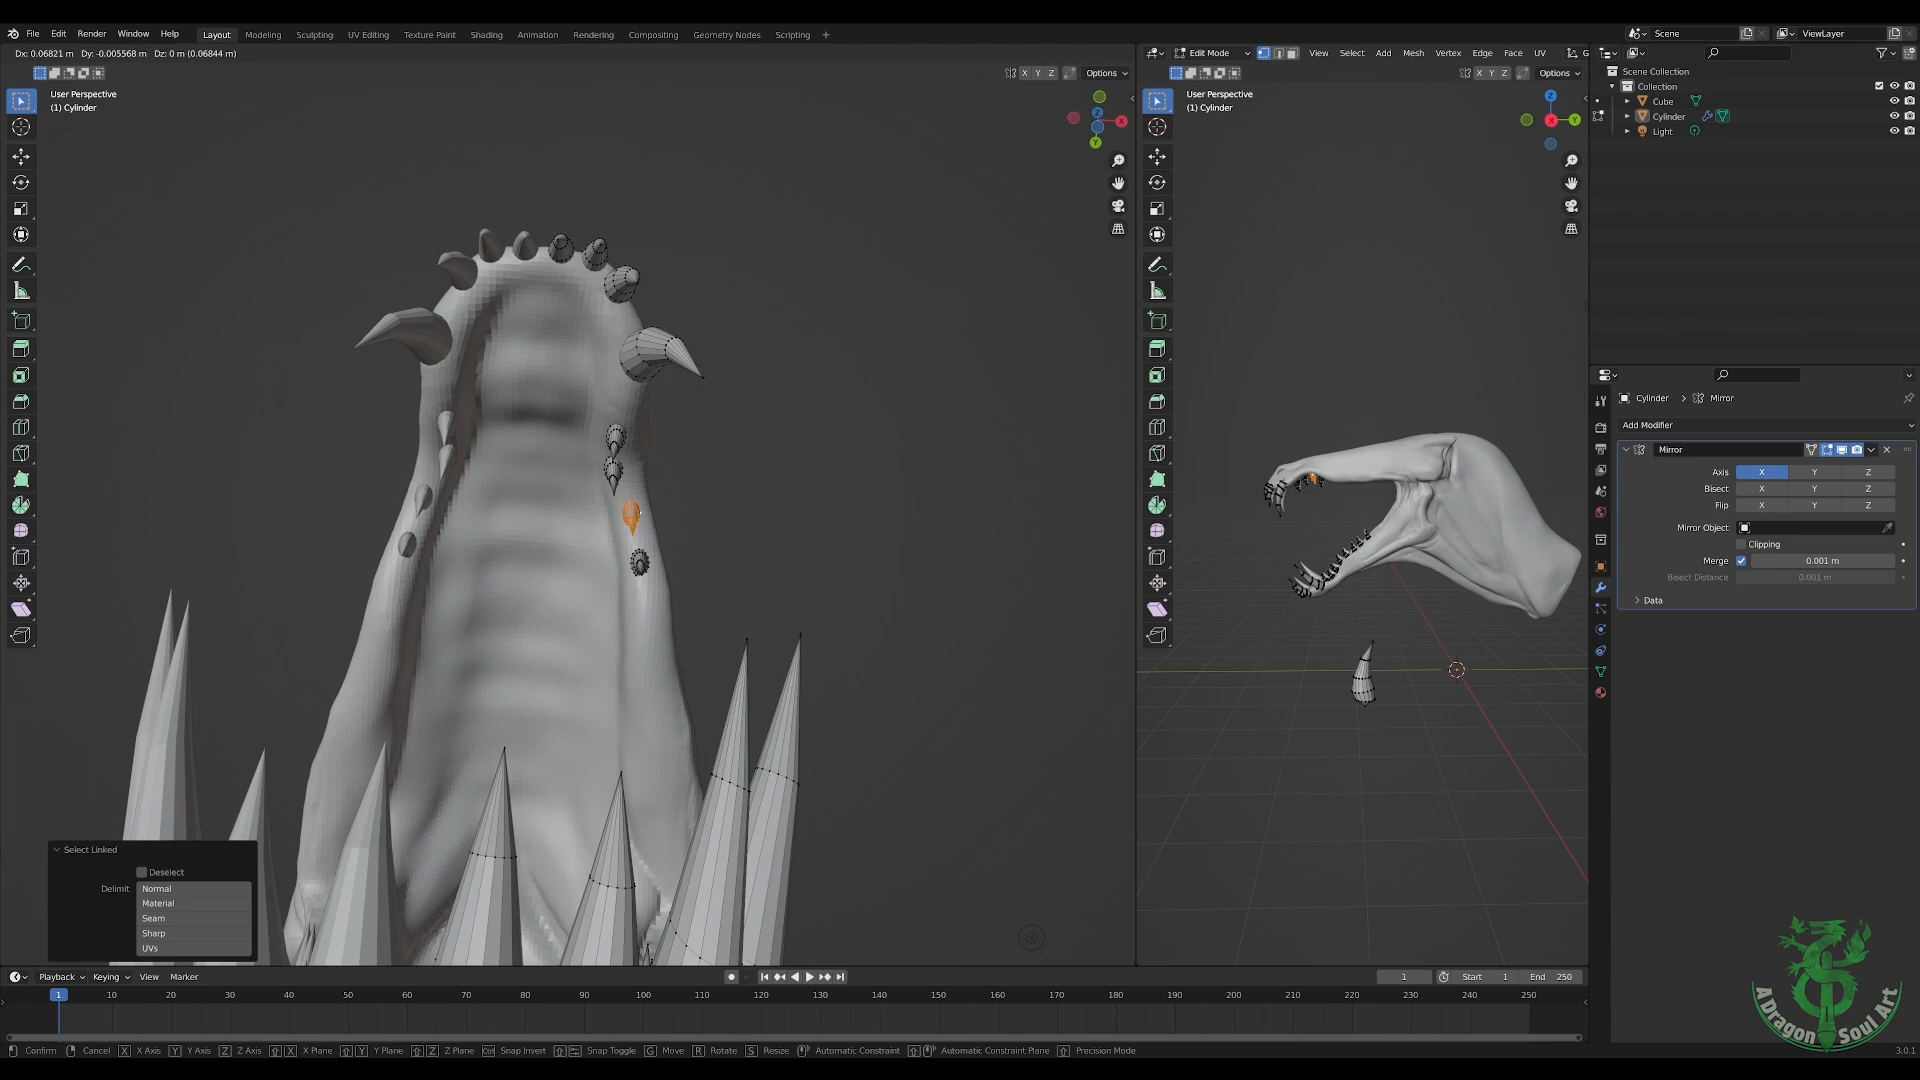 File Edit Render Window Help Layout Modeling Sculpting UV Editing Texture Paint Shading Animation Rendering Compositing Geometry Nodes Scripting + Scene ViewLayer
Dx: 0.06821 m Dy: -0.005568 m Dz: 0 m (0.06844 m)
Edit Mode View Select Add Mesh Vertex Edge Face UV G
X Y Z Options
X Y Z Options
User Perspective
(1) Cylinder
User Perspective
(1) Cylinder
X
Z
Y
Z
X
Y
Scene Collection
Collection
Cube
Cylinder
Light
Cylinder > Mirror
Add Modifier
Mirror
Axis X Y Z
Bisect X Y Z
Flip X Y Z
Mirror Object
Clipping
Merge 0.001 m
Bisect Distance 0.001 m
Data
Select Linked
Deselect
Delimit Normal
Material
Seam
Sharp
UVs
Playback Keying View Marker 1 Start 1 End 250
1 10 20 30 40 50 60 70 80 90 100 110 120 130 140 150 160 170 180 190 200 210 220 230 240 250
Confirm Cancel X X Axis Y Y Axis Z Z Axis X X Plane Y Y Plane Z Z Plane Ctrl Snap Invert Snap Toggle G Move R Rotate S Resize Automatic Constraint Automatic Constraint Plane Precision Mode 3.0.1
ADragon Soul Art